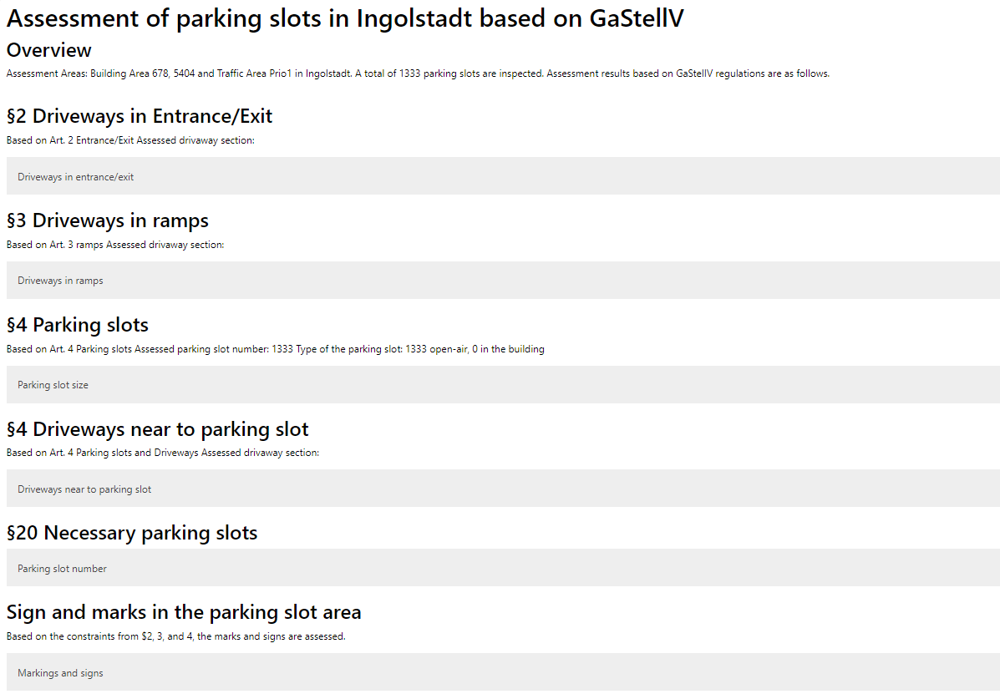 Assessment of parking slots in Ingolstadt based on GaStellV
Overview
Assessment Areas: Building Area 678, 5404 and Traffic Area Prio1 in Ingolstadt. A total of 1333 parking slots are inspected. Assessment results based on GaStellV regulations are as follows.
§2 Driveways in Entrance/Exit
Based on Art. 2 Entrance/Exit Assessed drivaway section:
Driveways in entrance/exit
§3 Driveways in ramps
Based on Art. 3 ramps Assessed drivaway section:
Driveways in ramps
§4 Parking slots
Based on Art. 4 Parking slots Assessed parking slot number: 1333 Type of the parking slot: 1333 open-air, 0 in the building
Parking slot size
§4 Driveways near to parking slot
Based on Art. 4 Parking slots and Driveways Assessed drivaway section:
Driveways near to parking slot
§20 Necessary parking slots
Parking slot number
Sign and marks in the parking slot area
Based on the constraints from $2, 3, and 4, the marks and signs are assessed.
Markings and signs